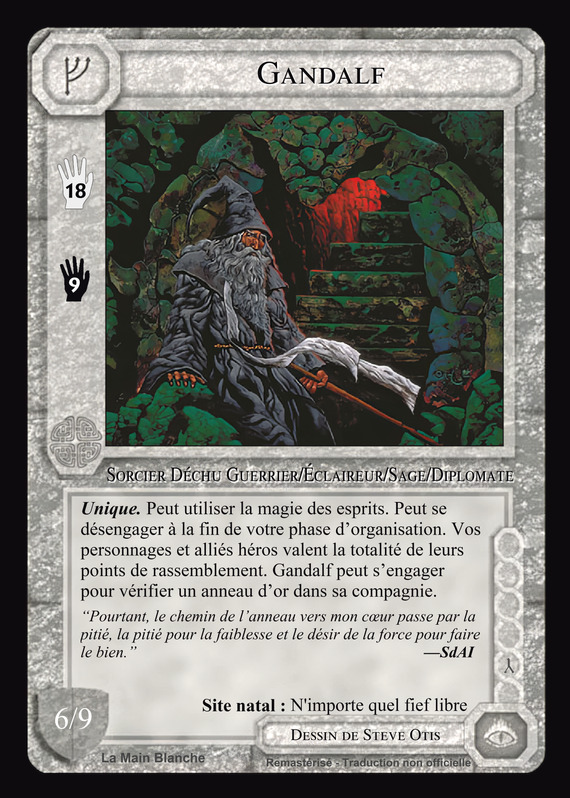 Gandalf
18
9
Sorcier Déchu Guerrier/Éclaireur/Sage/Diplomate
Unique. Peut utiliser la magie des esprits. Peut se
désengager à la fin de votre phase d'organisation. Vos
personnages et alliés héros valent la totalité de leurs
points de rassemblement. Gandalf peut s'engager
pour vérifier un anneau d'or dans sa compagnie.
“Pourtant, le chemin de l'anneau vers mon cœur passe par la
pitié, la pitié pour la faiblesse et le désir de la force pour faire
le bien.” —SdAI
Site natal : N'importe quel fief libre
6/9
Dessin de Steve Otis
La Main Blanche
Remastérisé - Traduction non officielle